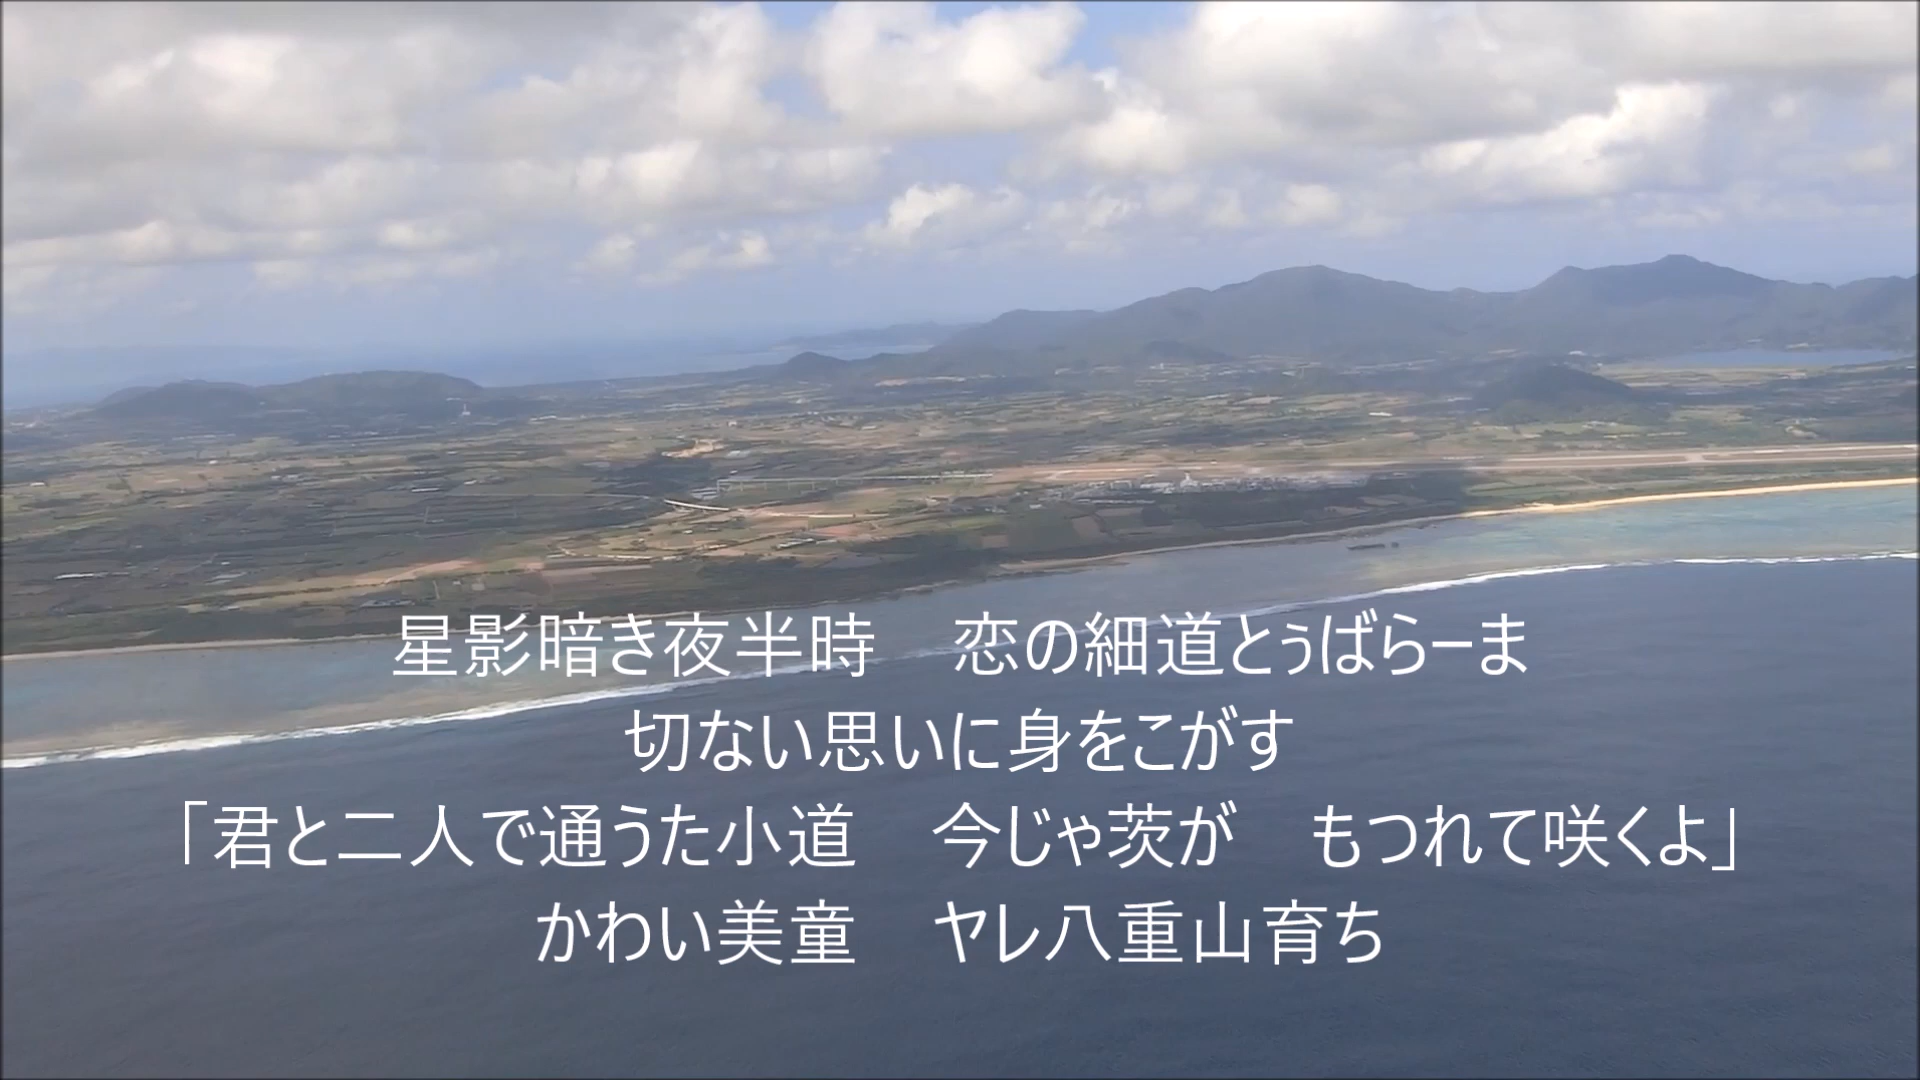 星影暗き夜半時　恋の細道とぅばらーま
切ない思いに身をこがす
「君と二人で通うた小道　今じゃ茨が　もつれて咲くよ」
かわい美童　ヤレ八重山育ち